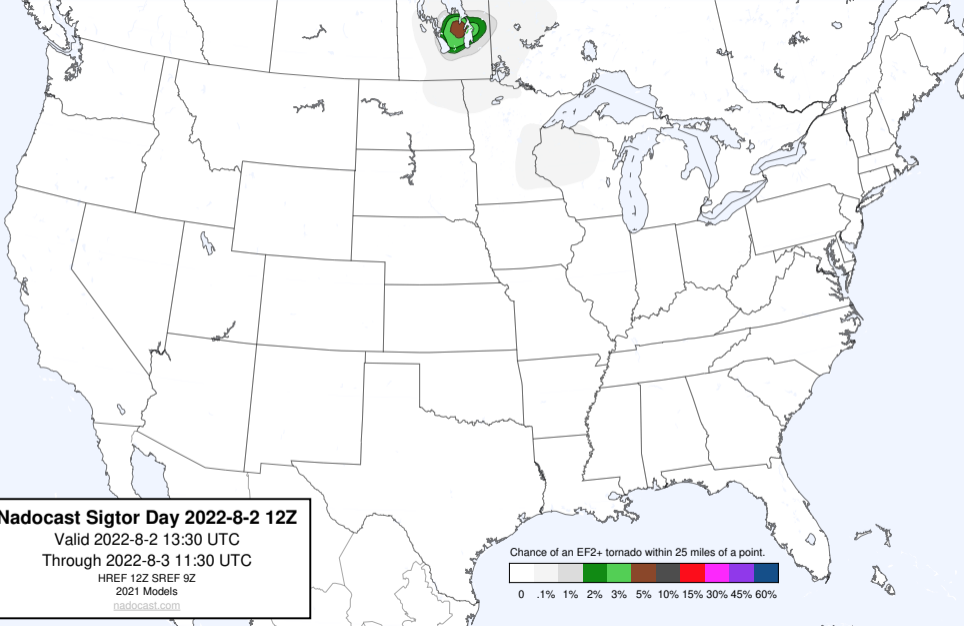 Nadocast Sigtor Day 2022-8-2 12Z
Valid 2022-8-2 13:30 UTC
Through 2022-8-3 11:30 UTC
HREF 12Z SREF 9Z
2021 Models
nadocast.com
Chance of an EF2+ tornado within 25 miles of a point.
0 .1% 1% 2% 3% 5% 10% 15% 30% 45% 60%